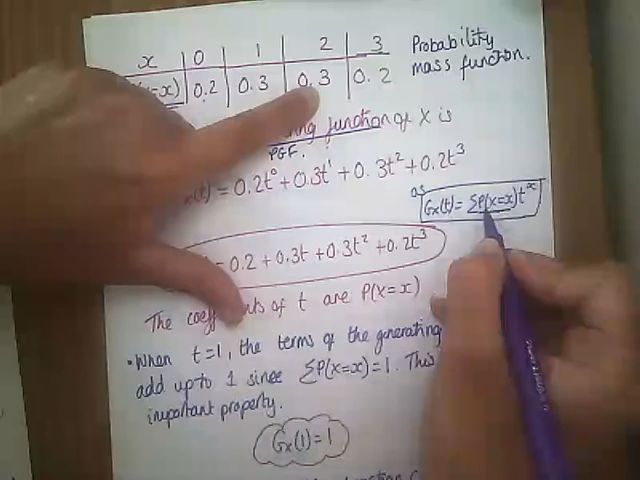 x 0 1 2 3
=x) 0.2 0.3 0.3 0.2
Probability
mass function.
function of X is
PGF.
(t) = 0.2t⁰ + 0.3t¹ + 0.3t² + 0.2t³
as
Gx(t) = ΣP(X=x)t^x
= 0.2 + 0.3t + 0.3t² + 0.2t³
The of t are P(X=x)
• When t=1, the terms of the generating
add up to 1 since ΣP(X=x) = 1. This
important property.
Gx(1) = 1